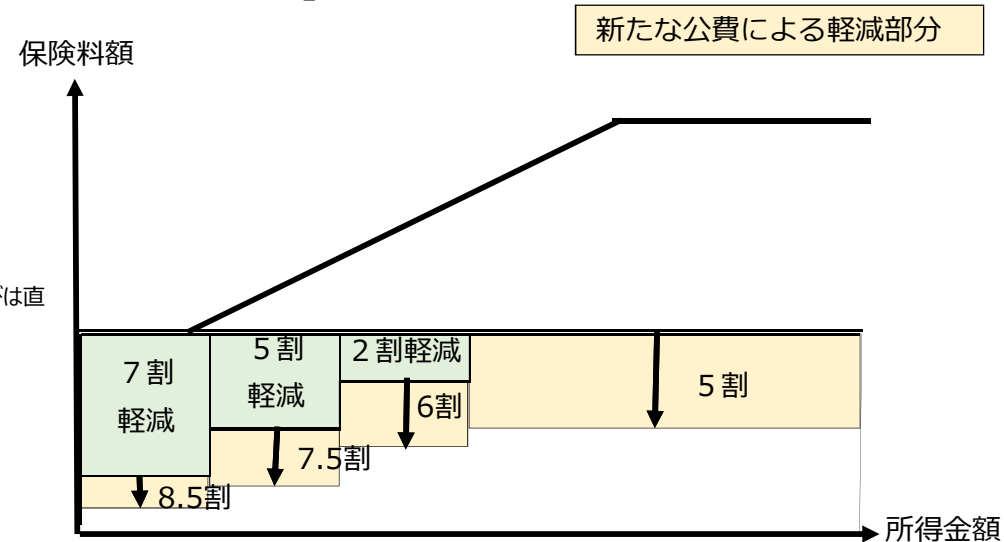 新たな公費による軽減部分
保険料額
は直
7割
軽減
5割
軽減
2割軽減
6割
5割
7.5割
8.5割
所得金額